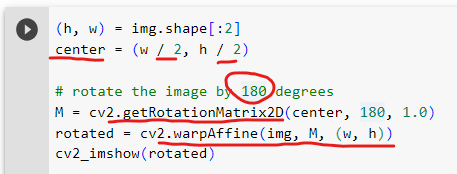 (h, w) = img.shape[:2]
center = (w / 2, h / 2)
# rotate the image by 180 degrees
M = cv2.getRotationMatrix2D(center, 180, 1.0)
rotated = cv2.warpAffine(img, M, (w, h))
cv2_imshow(rotated)